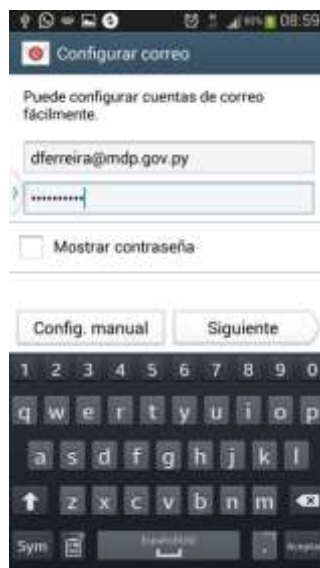 08:59
Configurar correo
Puede configurar cuentas de correo
fácilmente.
dferreira@mdp.gov.py
••••••••••
Mostrar contraseña
Config. manual Siguiente
1 2 3 4 5 6 7 8 9 0
q w e r t y u i o p
a s d f g h j k l
z x c v b n m
Sym .